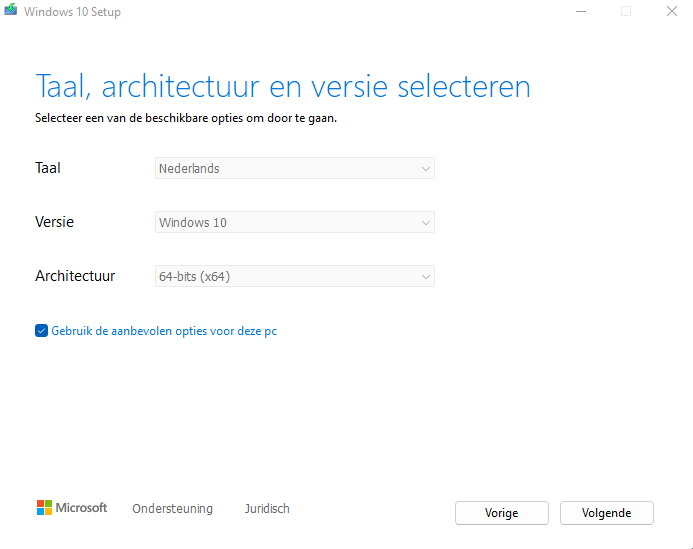 Windows 10 Setup
Taal, architectuur en versie selecteren
Selecteer een van de beschikbare opties om door te gaan.
Taal Nederlands
Versie Windows 10
Architectuur 64-bits (x64)
Gebruik de aanbevolen opties voor deze pc
Microsoft Ondersteuning Juridisch Vorige Volgende